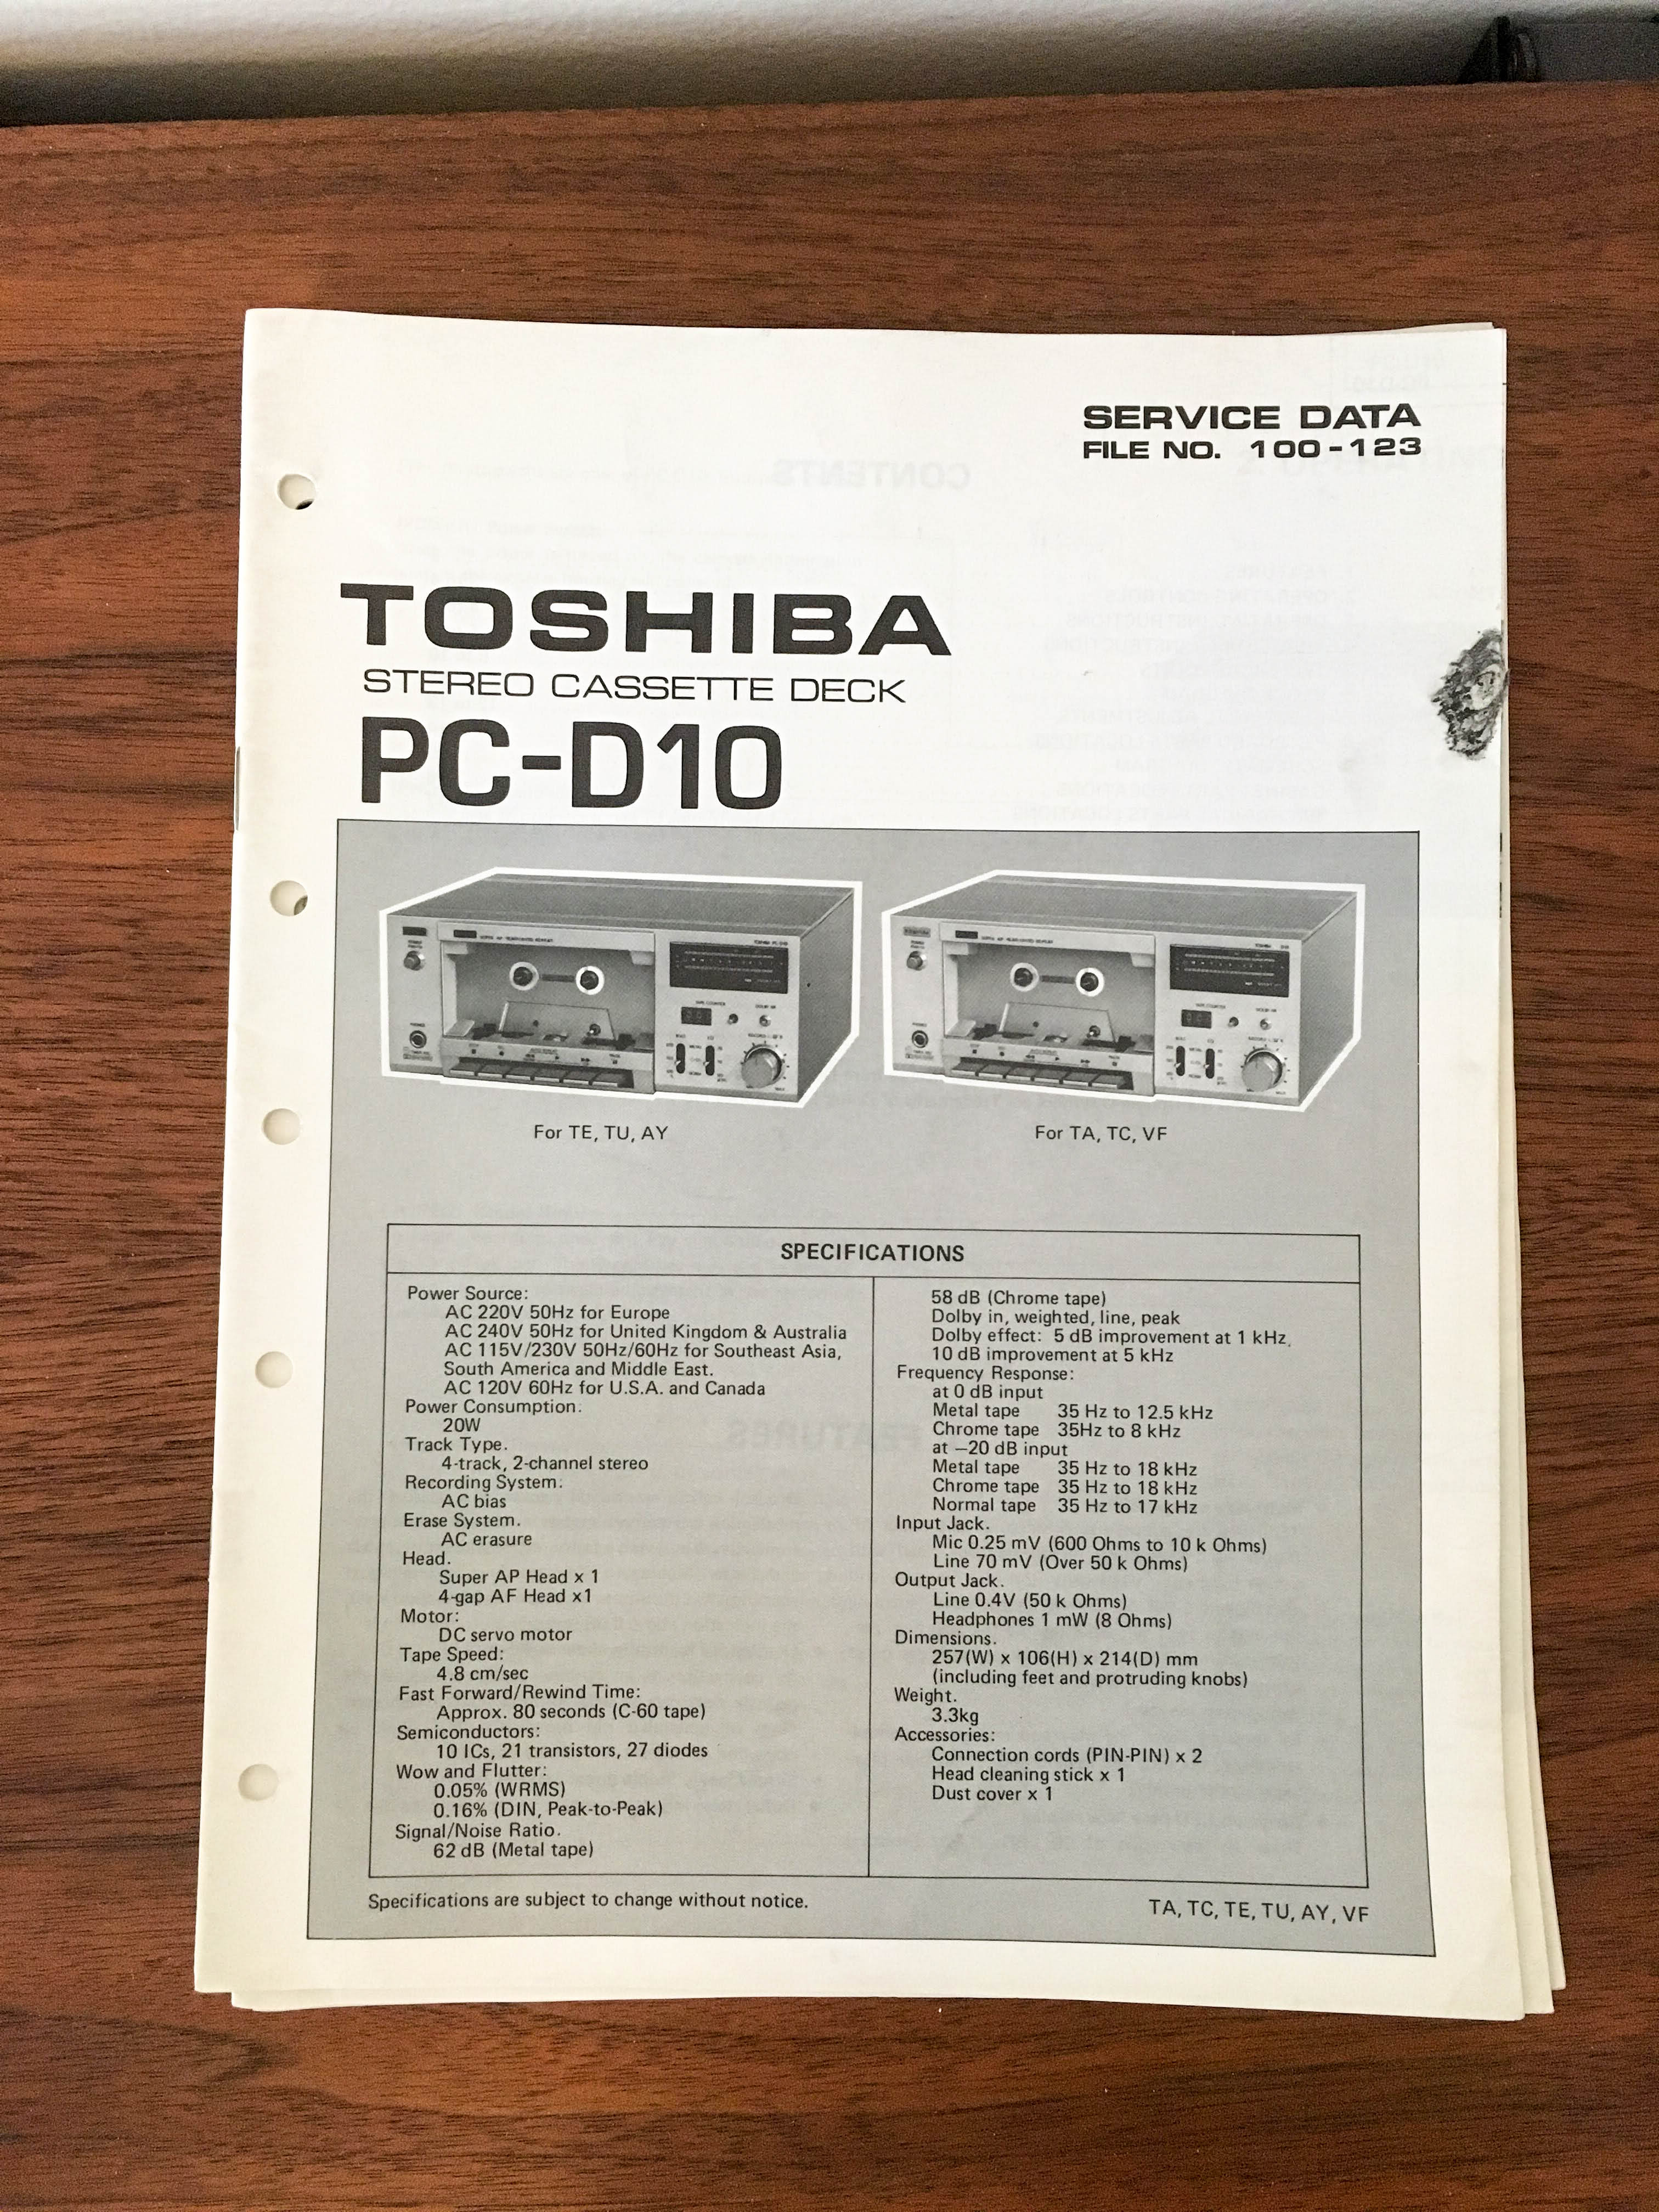 SERVICE DATA
FILE NO. 100-123
TOSHIBA
STEREO CASSETTE DECK
PC-D10
For TE, TU, AY
For TA, TC, VF
SPECIFICATIONS
Power Source:
AC 220V 50Hz for Europe
AC 240V 50Hz for United Kingdom & Australia
AC 115V/230V 50Hz/60Hz for Southeast Asia,
South America and Middle East.
AC 120V 60Hz for U.S.A. and Canada
Power Consumption:
20W
Track Type.
4-track, 2-channel stereo
Recording System:
AC bias
Erase System.
AC erasure
Head.
Super AP Head x 1
4-gap AF Head x1
Motor:
DC servo motor
Tape Speed:
4.8 cm/sec
Fast Forward/Rewind Time:
Approx. 80 seconds (C-60 tape)
Semiconductors:
10 ICs, 21 transistors, 27 diodes
Wow and Flutter:
0.05% (WRMS)
0.16% (DIN, Peak-to-Peak)
Signal/Noise Ratio.
62 dB (Metal tape)
58 dB (Chrome tape)
Dolby in, weighted, line, peak
Dolby effect: 5 dB improvement at 1 kHz,
10 dB improvement at 5 kHz
Frequency Response:
at 0 dB input
Metal tape 35 Hz to 12.5 kHz
Chrome tape 35Hz to 8 kHz
at −20 dB input
Metal tape 35 Hz to 18 kHz
Chrome tape 35 Hz to 18 kHz
Normal tape 35 Hz to 17 kHz
Input Jack.
Mic 0.25 mV (600 Ohms to 10 k Ohms)
Line 70 mV (Over 50 k Ohms)
Output Jack.
Line 0.4V (50 k Ohms)
Headphones 1 mW (8 Ohms)
Dimensions.
257(W) x 106(H) x 214(D) mm
(including feet and protruding knobs)
Weight.
3.3kg
Accessories:
Connection cords (PIN-PIN) x 2
Head cleaning stick x 1
Dust cover x 1
Specifications are subject to change without notice.
TA, TC, TE, TU, AY, VF